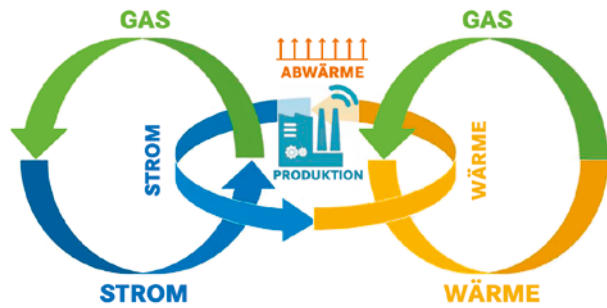 GAS
GAS
ABWÄRME
STROM
PRODUKTION
WÄRME
STROM
WÄRME